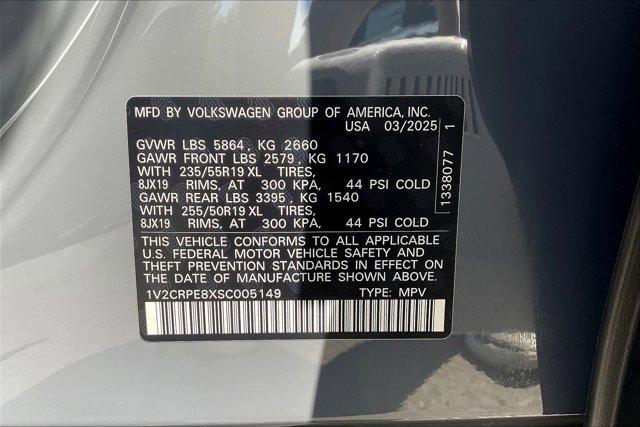 MFD BY VOLKSWAGEN GROUP OF AMERICA, INC.
USA 03/2025
GVWR LBS 5864, KG 2660
GAWR FRONT LBS 2579, KG 1170
WITH 235/55R19 XL TIRES,
8JX19 RIMS, AT 300 KPA, 44 PSI COLD
GAWR REAR LBS 3395, KG 1540
WITH 255/50R19 XL TIRES,
8JX19 RIMS, AT 300 KPA, 44 PSI COLD
THIS VEHICLE CONFORMS TO ALL APPLICABLE
U.S. FEDERAL MOTOR VEHICLE SAFETY AND
THEFT PREVENTION STANDARDS IN EFFECT
ON THE DATE OF MANUFACTURE SHOWN ABOVE.
1V2CRPE8XSC005149 TYPE: MPV
1338077 1